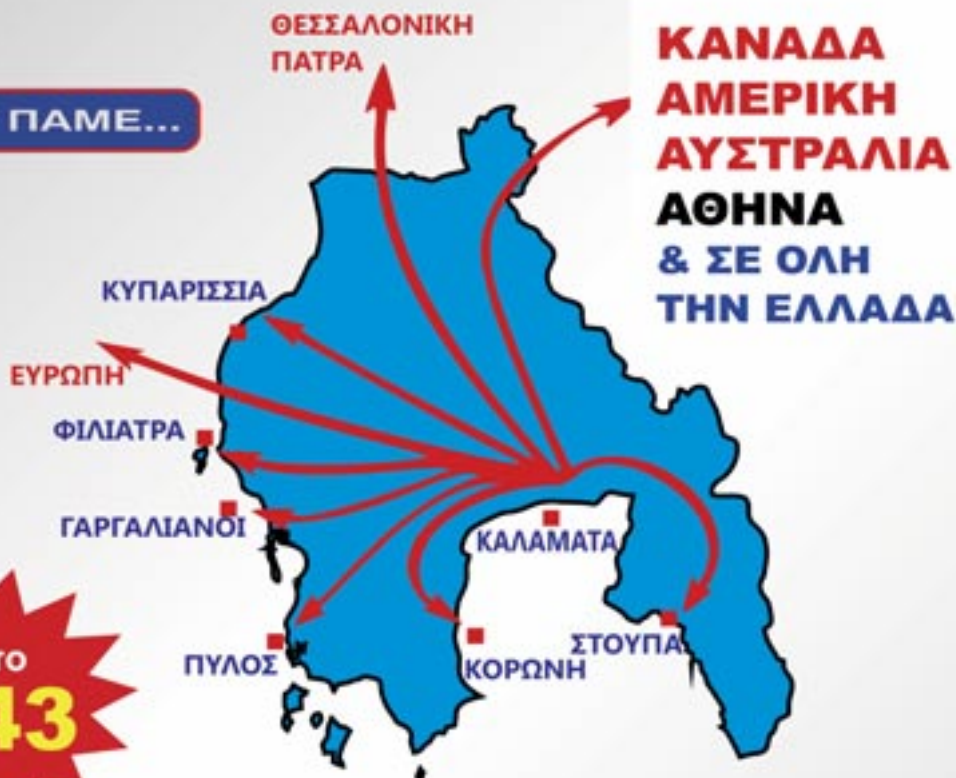 ΘΕΣΣΑΛΟΝΙΚΗ
ΠΑΤΡΑ
ΚΑΝΑΔΑ
ΑΜΕΡΙΚΗ
ΑΥΣΤΡΑΛΙΑ
ΑΘΗΝΑ
& ΣΕ ΟΛΗ
ΤΗΝ ΕΛΛΑΔΑ
ΠΑΜΕ...
ΚΥΠΑΡΙΣΣΙΑ
ΕΥΡΩΠΗ
ΦΙΛΙΑΤΡΑ
ΓΑΡΓΑΛΙΑΝΟΙ
ΚΑΛΑΜΑΤΑ
ΠΥΛΟΣ
ΚΟΡΩΝΗ
ΣΤΟΥΠΑ
43